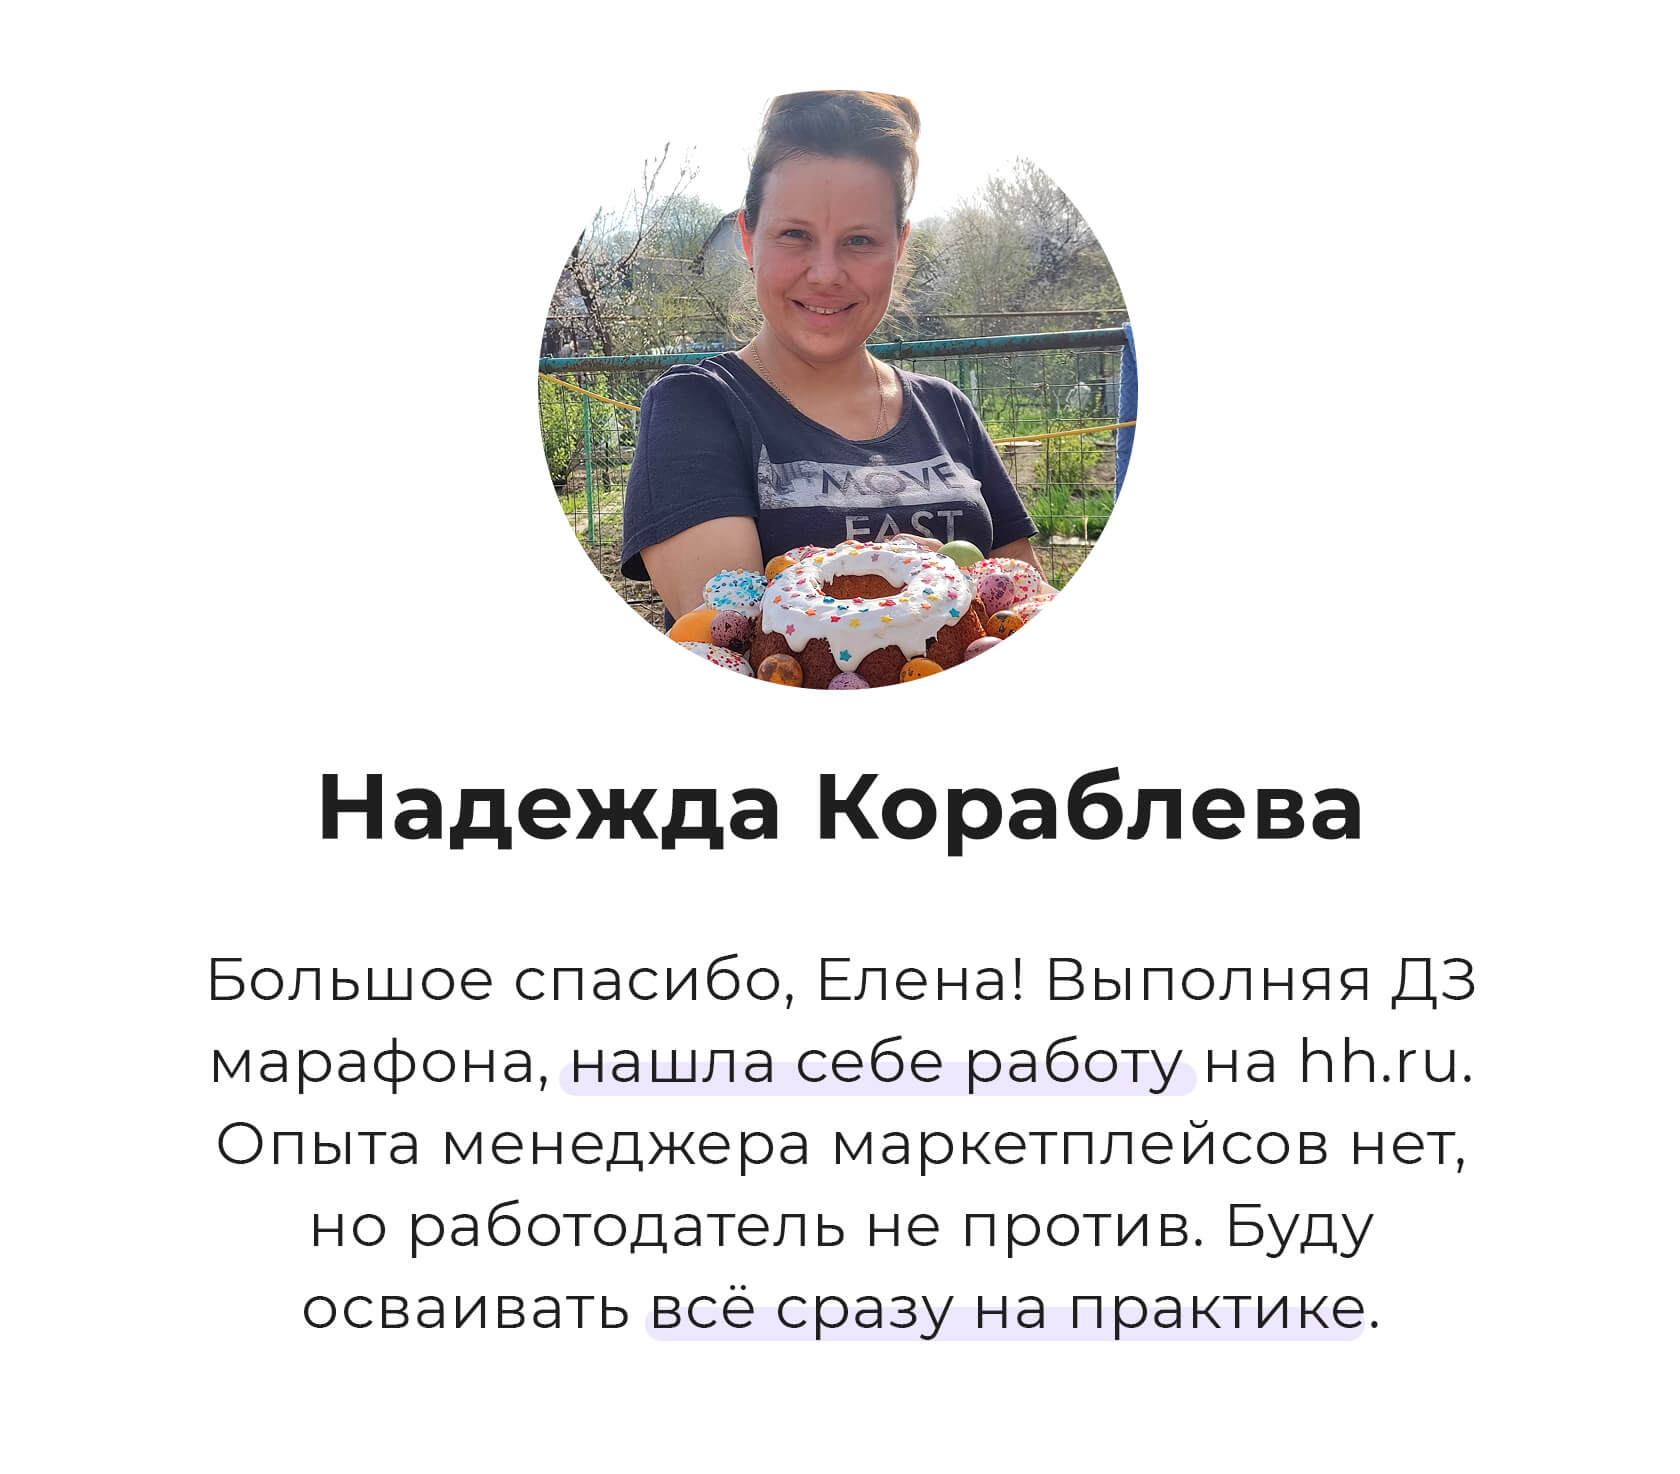 MOVE
FAST
Надежда Кораблева
Большое спасибо, Елена! Выполняя ДЗ
марафона, нашла себе работу на hh.ru.
Опыта менеджера маркетплейсов нет,
но работодатель не против. Буду
осваивать всё сразу на практике.